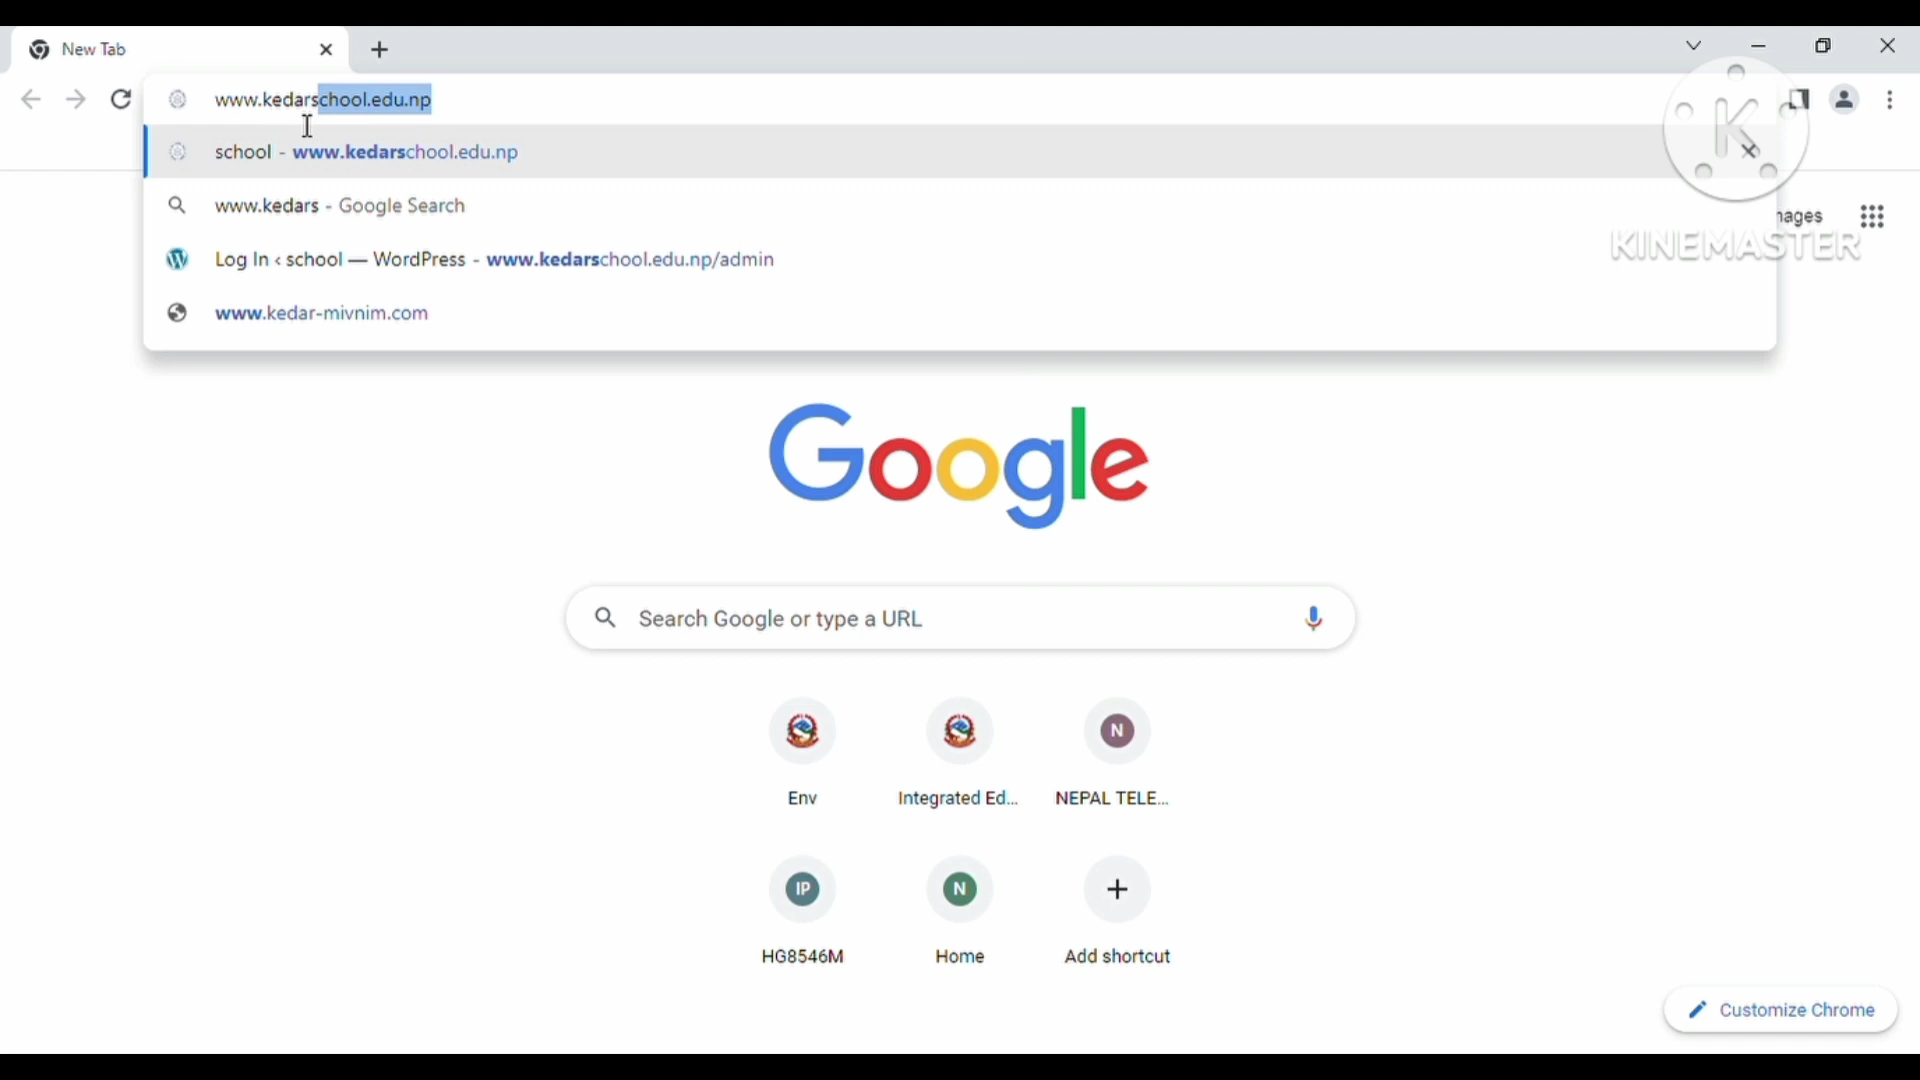 New Tab
www.kedarschool.edu.np
school - www.kedarschool.edu.np
www.kedars - Google Search
Log In ‹ school — WordPress - www.kedarschool.edu.np/admin
www.kedar-mivnim.com
K
KINEMASTER
Google
Search Google or type a URL
N
Env
Integrated Ed...
NEPAL TELE...
IP
N
HG8546M
Home
Add shortcut
Customize Chrome